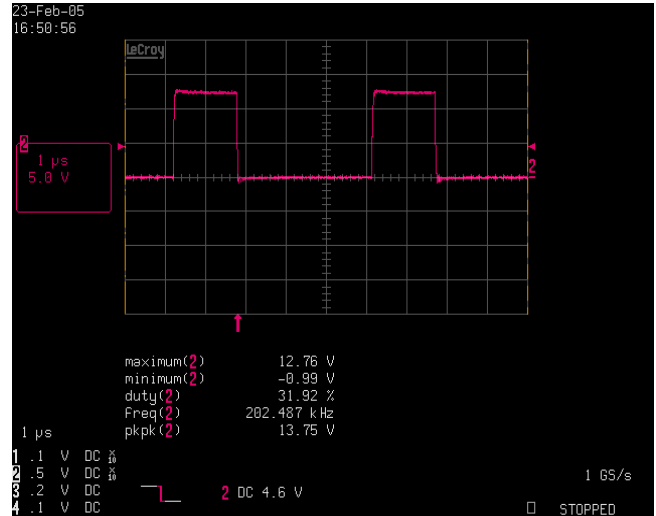 23-Feb-05
16:50:56
LeCroy
2
1 µs
5.0 V
2
maximum(2) 12.76 V
minimum(2) -0.99 V
duty(2) 31.92 %
freq(2) 202.487 kHz
pkpk(2) 13.75 V
1 µs
1 .1 V DC X10
2 .5 V DC X10
3 .2 V DC
4 .1 V DC
2 DC 4.6 V
1 GS/s
STOPPED